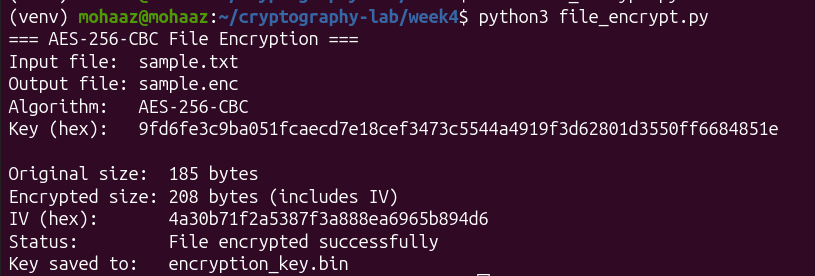 (venv) mohaaz@mohaaz:~/cryptography-lab/week4$ python3 file_encrypt.py
=== AES-256-CBC File Encryption ===
Input file:  sample.txt
Output file: sample.enc
Algorithm:   AES-256-CBC
Key (hex):   9fd6fe3c9ba051fcaecd7e18cef3473c5544a4919f3d62801d3550ff6684851e

Original size:  185 bytes
Encrypted size: 208 bytes (includes IV)
IV (hex):       4a30b71f2a5387f3a888ea6965b894d6
Status:         File encrypted successfully
Key saved to:   encryption_key.bin